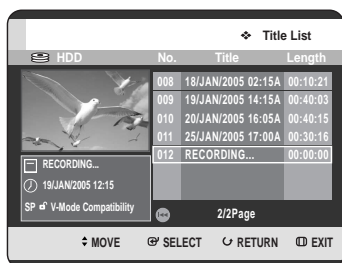 ❖ Title List
HDD No. Title Length
008 18/JAN/2005 02:15A 00:10:21
009 19/JAN/2005 14:15A 00:40:03
010 20/JAN/2005 16:05A 00:40:15
011 25/JAN/2005 17:00A 00:30:16
012 RECORDING... 00:00:00
RECORDING...
19/JAN/2005 12:15
SP V-Mode Compatibility
2/2Page
MOVE SELECT RETURN EXIT